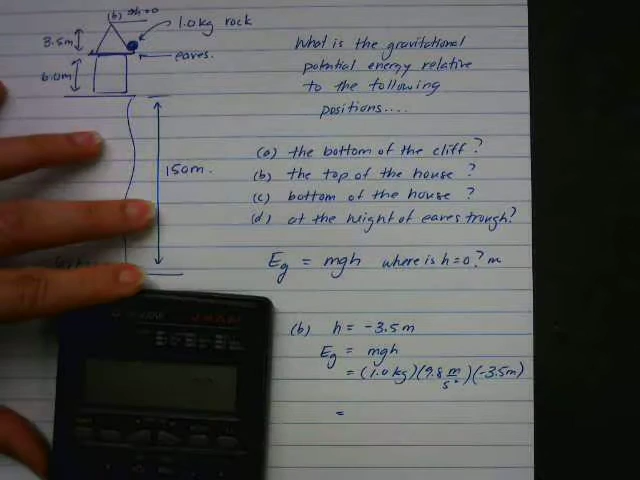 (b) ⇒ h=0
1.0kg rock
3.5m
eaves.
6.0m
150m.
What is the gravitational
potential energy relative
to the following
positions....
(a) the bottom of the cliff?
(b) the top of the house?
(c) bottom of the house?
(d) at the height of eaves trough?
Eg = mgh where is h=0? m
(b) h = -3.5m
Eg = mgh
= (1.0kg)(9.8 m/s²)(-3.5m)
=